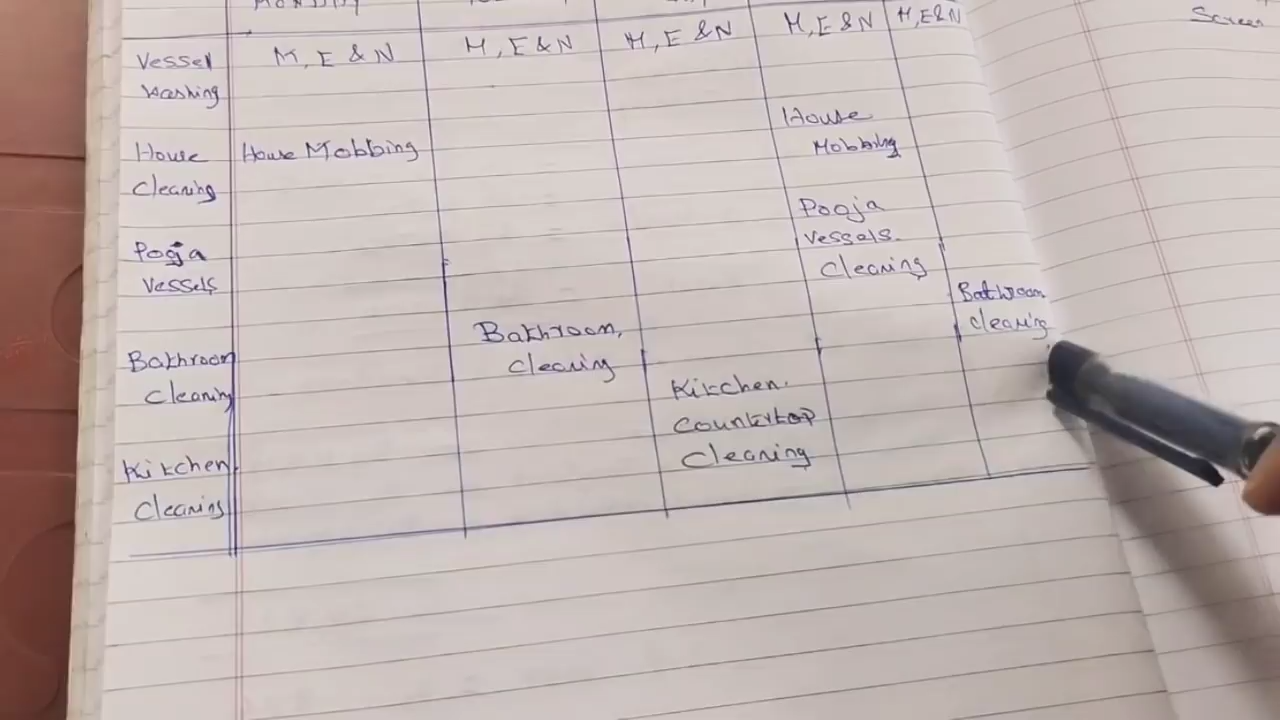 M, E & N M, E & N M, E & N M, E & N M, E & N
Screen
Vessel
Washing
House
Mobbing
House House Mobbing
Cleaning
Pooja
Vessels
Cleaning
Pooja
Vessels
Bathroom
Cleaning
Bathroom,
Cleaning
Bathroom
Cleaning
Kitchen
Countertop
Cleaning
Kitchen
Cleaning